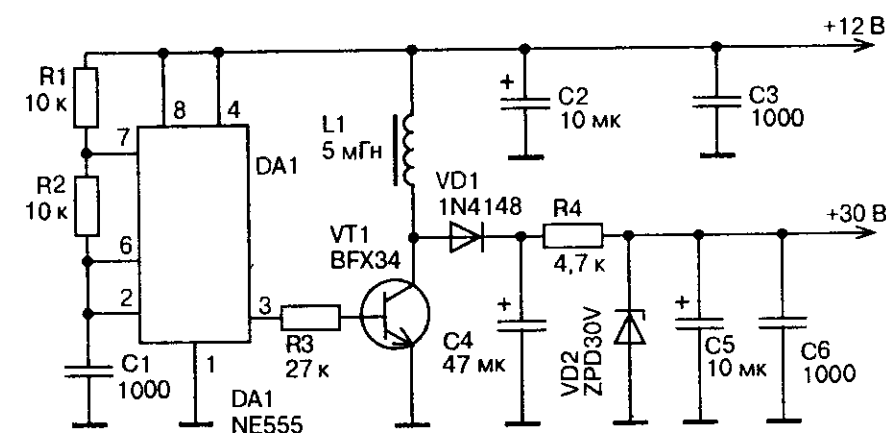 +12 В
R1
10 к
8
4
7
DA1
L1
5 мГн
+
C2
10 мк
C3
1000
R2
10 к
VD1
1N4148
R4
4,7 к
+30 В
VT1
BFX34
6
2
3
R3
27 к
+
C4
47 мк
VD2
ZPD30V
+
C5
10 мк
C6
1000
C1
1000
1
DA1
NE555